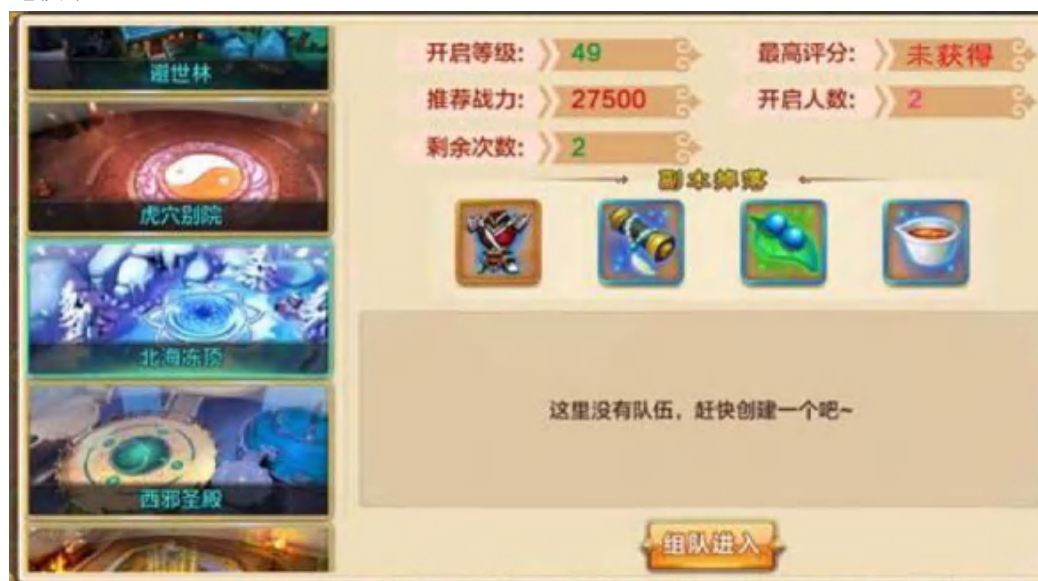 避世林
虎穴别院
北海冻顶
西邪圣殿
开启等级: 49
最高评分: 未获得
推荐战力: 27500
开启人数: 2
剩余次数: 2
副本掉落
这里没有队伍，赶快创建一个吧~
组队进入